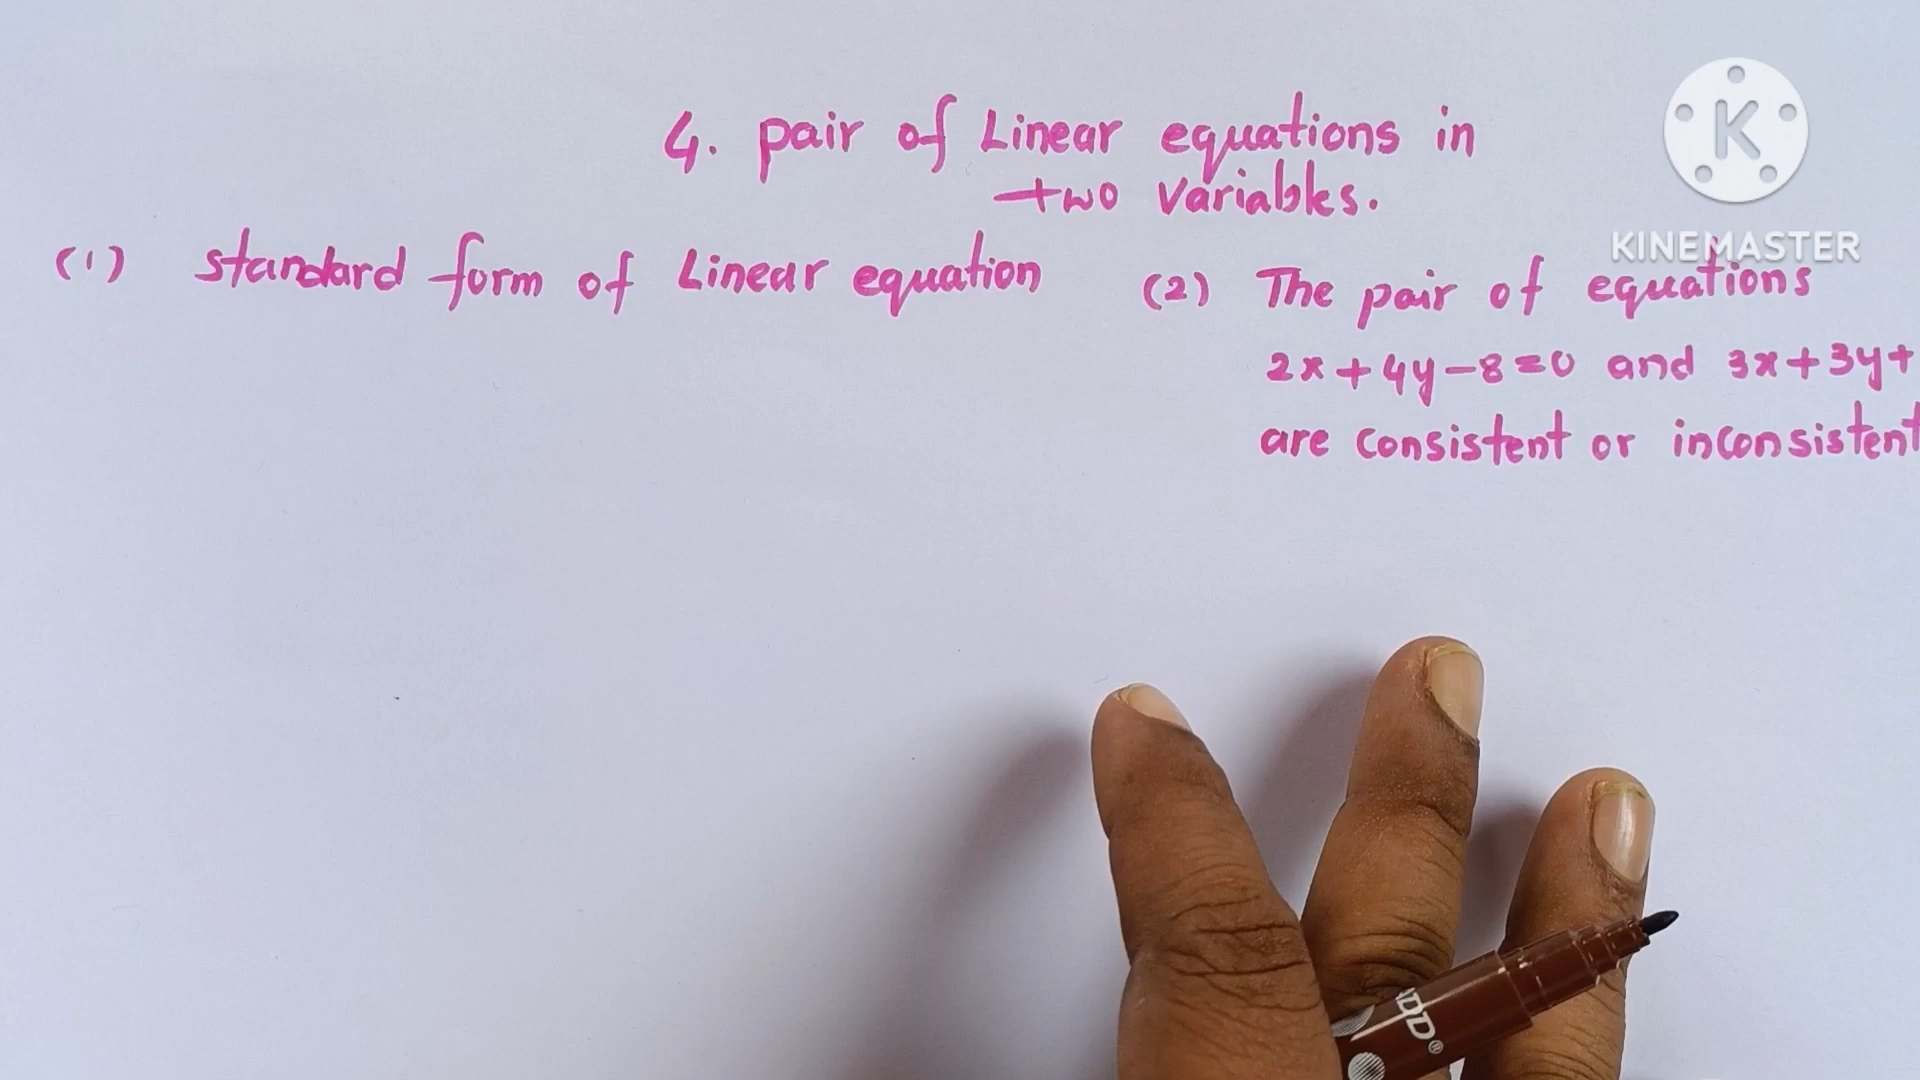 4. pair of Linear equations in
two variables.
(1) standard form of Linear equation
(2) The pair of equations
2x+4y-8=0 and 3x+3y+
are consistent or inconsistent
K
KINEMASTER
ADD®